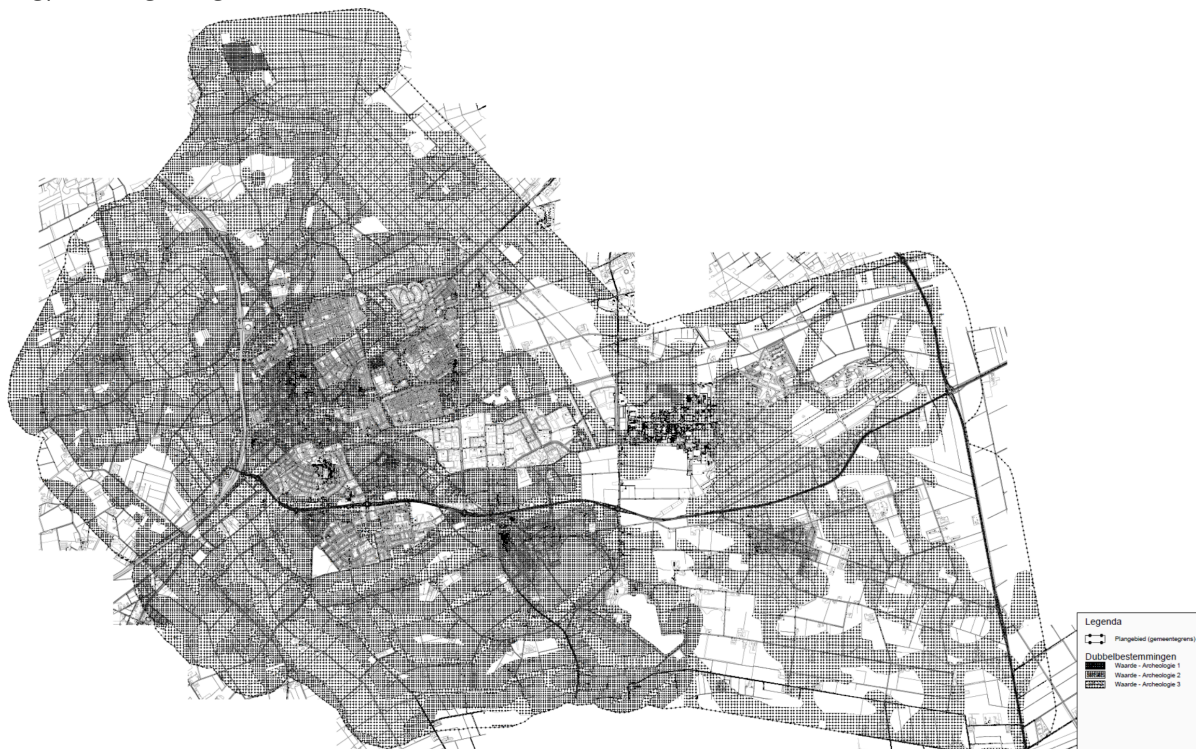 Legenda
Plangebied (gemeentegrens)
Dubbelbestemmingen
Waarde - Archeologie 1
Waarde - Archeologie 2
Waarde - Archeologie 3